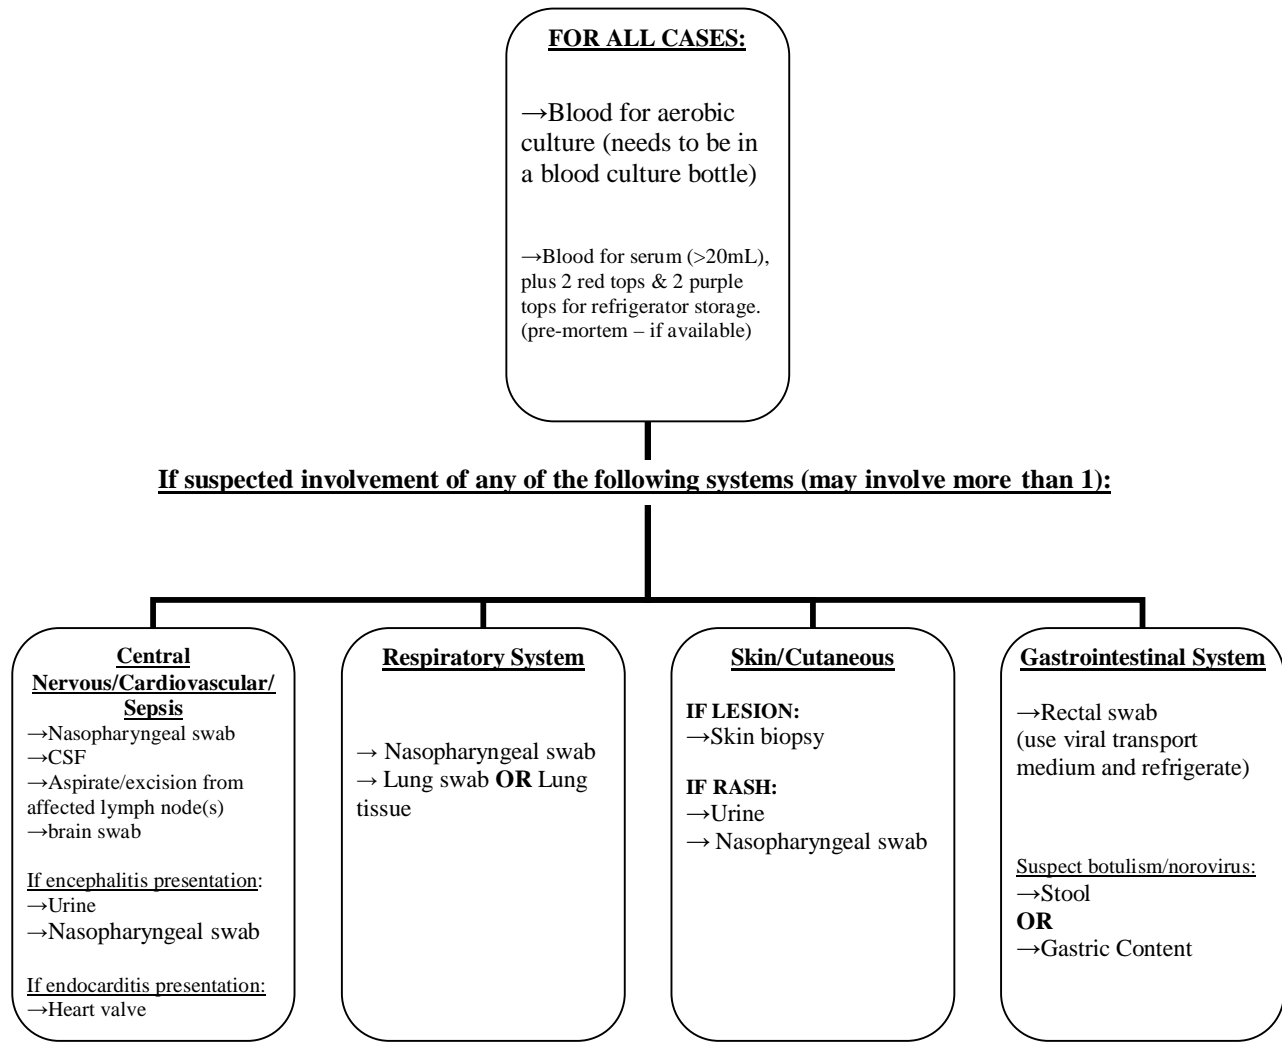 FOR ALL CASES:
→Blood for aerobic
culture (needs to be in
a blood culture bottle)
→Blood for serum (>20mL),
plus 2 red tops & 2 purple
tops for refrigerator storage.
(pre-mortem – if available)
If suspected involvement of any of the following systems (may involve more than 1):
Central
Nervous/Cardiovascular/
Sepsis
→Nasopharyngeal swab
→CSF
→Aspirate/excision from
affected lymph node(s)
→brain swab
If encephalitis presentation:
→Urine
→Nasopharyngeal swab
If endocarditis presentation:
→Heart valve
Respiratory System
→ Nasopharyngeal swab
→ Lung swab OR Lung
tissue
Skin/Cutaneous
IF LESION:
→Skin biopsy
IF RASH:
→Urine
→ Nasopharyngeal swab
Gastrointestinal System
→Rectal swab
(use viral transport
medium and refrigerate)
Suspect botulism/norovirus:
→Stool
OR
→Gastric Content